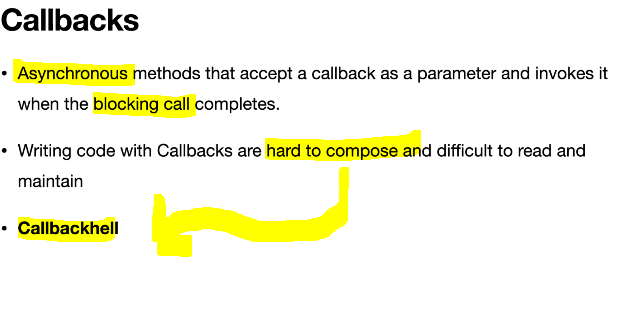 Callbacks
• Asynchronous methods that accept a callback as a parameter and invokes it
when the blocking call completes.
• Writing code with Callbacks are hard to compose and difficult to read and
maintain
• Callbackhell